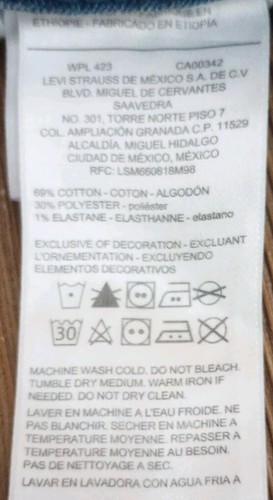 ETHIOPIE - FABRICADO EN ETIOPÍA
WPL 423 CA00342
LEVI STRAUSS DE MÉXICO S.A. DE C.V
BLVD. MIGUEL DE CERVANTES
SAAVEDRA
NO. 301, TORRE NORTE PISO 7
COL. AMPLIACIÓN GRANADA C.P. 11529
ALCALDÍA. MIGUEL HIDALGO
CIUDAD DE MÉXICO, MÉXICO
RFC: LSM660818M98
69% COTTON - COTON - ALGODÓN
30% POLYESTER - poliéster
1% ELASTANE - ELASTHANNE - elastano
EXCLUSIVE OF DECORATION - EXCLUANT
L'ORNEMENTATION - EXCLUYENDO
ELEMENTOS DECORATIVOS
30
MACHINE WASH COLD. DO NOT BLEACH.
TUMBLE DRY MEDIUM. WARM IRON IF
NEEDED. DO NOT DRY CLEAN.
LAVER EN MACHINE A L'EAU FROIDE. NE
PAS BLANCHIR. SECHER EN MACHINE A
TEMPERATURE MOYENNE. REPASSER A
TEMPERATURE MOYENNE AU BESOIN.
PAS DE NETTOYAGE A SEC.
LAVAR EN LAVADORA CON AGUA FRIA A